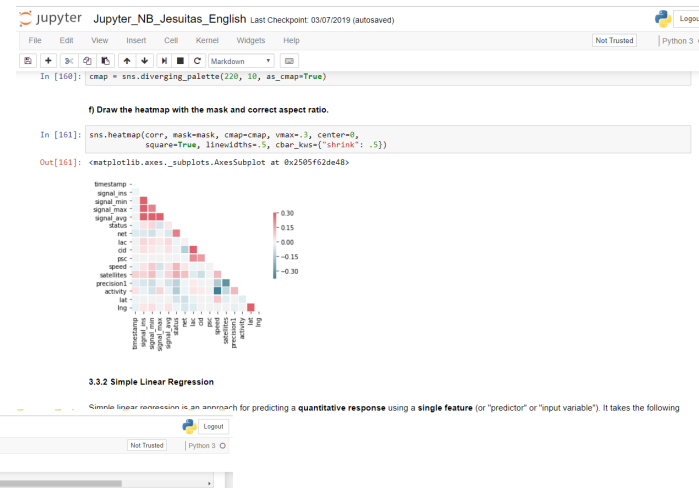 jupyter Jupyter_NB_Jesuitas_English Last Checkpoint: 03/07/2019 (autosaved)
Logou
File Edit View Insert Cell Kernel Widgets Help
Not Trusted Python 3
Markdown
In [160]: cmap = sns.diverging_palette(220, 10, as_cmap=True)
f) Draw the heatmap with the mask and correct aspect ratio.
In [161]: sns.heatmap(corr, mask=mask, cmap=cmap, vmax=.3, center=0,
square=True, linewidths=.5, cbar_kws={"shrink": .5})
Out[161]: <matplotlib.axes._subplots.AxesSubplot at 0x2505f62de48>
timestamp
signal_ins
signal_min
signal_max
signal_avg
status
net
lac
cid
psc
speed
satellites
precision1
activity
lat
lng
0.30
0.15
0.00
-0.15
-0.30
timestamp
signal_ins
signal_min
signal_max
signal_avg
status
net
lac
cid
psc
speed
satellites
precision1
activity
lat
lng
3.3.2 Simple Linear Regression
Simple linear regression is an approach for predicting a quantitative response using a single feature (or "predictor" or "input variable"). It takes the following
Logout
Not Trusted Python 3